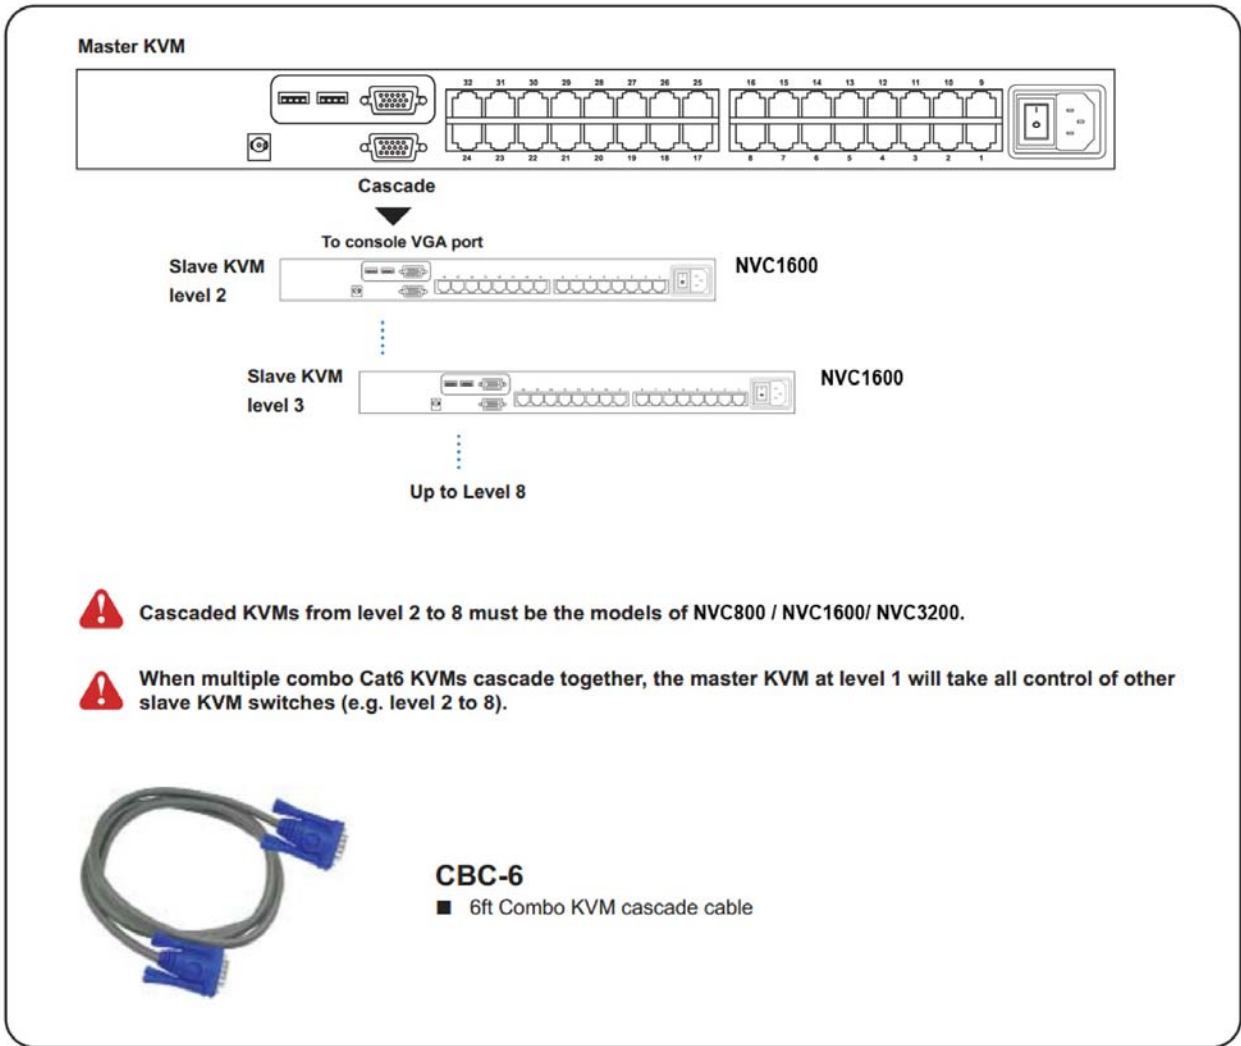 Master KVM
32 31 30 29 28 27 26 25 16 15 14 13 12 11 10 9
24 23 22 21 20 19 18 17 8 7 6 5 4 3 2 1
Cascade
To console VGA port
Slave KVM
level 2
NVC1600
Slave KVM
level 3
NVC1600
Up to Level 8
Cascaded KVMs from level 2 to 8 must be the models of NVC800 / NVC1600/ NVC3200.
When multiple combo Cat6 KVMs cascade together, the master KVM at level 1 will take all control of other
slave KVM switches (e.g. level 2 to 8).
CBC-6
■ 6ft Combo KVM cascade cable